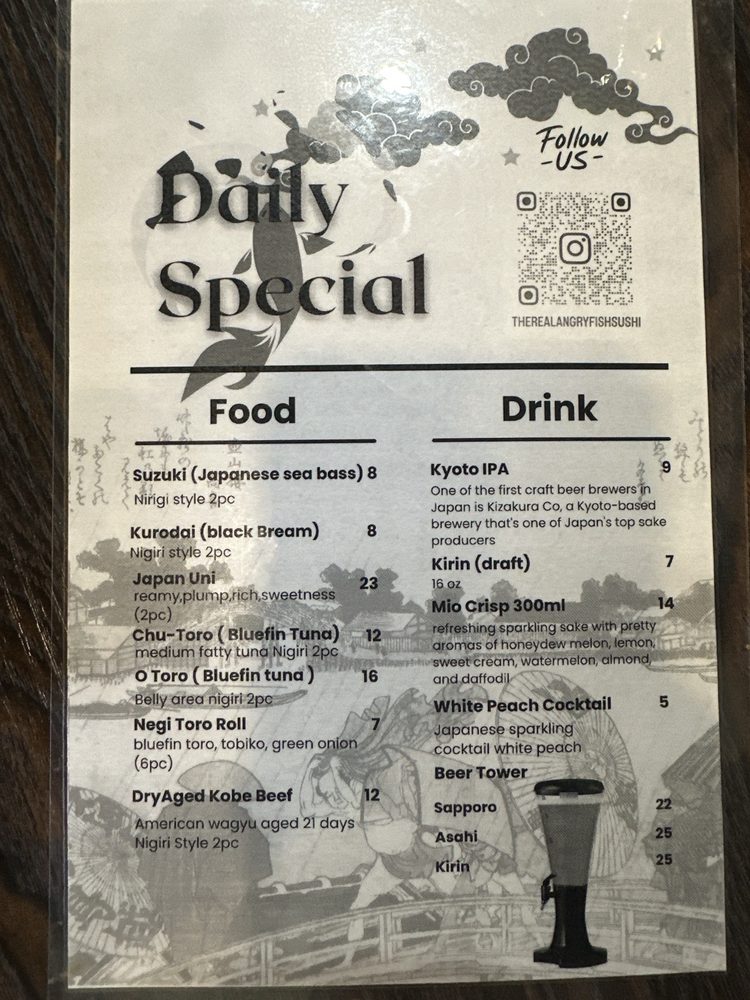 Follow
-US-
Daily
Special
THEREALANGRYFISHSUSHI
Food
Suzuki (Japanese sea bass) 8
Nirigi style 2pc
Kurodai (black Bream) 8
Nigiri style 2pc
Japan Uni 23
reamy,plump,rich,sweetness
(2pc)
Chu-Toro ( Bluefin Tuna) 12
medium fatty tuna Nigiri 2pc
O Toro ( Bluefin tuna ) 16
Belly area nigiri 2pc
Negi Toro Roll 7
bluefin toro, tobiko, green onion
(6pc)
DryAged Kobe Beef 12
American wagyu aged 21 days
Nigiri Style 2pc
Drink
Kyoto IPA 9
One of the first craft beer brewers in
Japan is Kizakura Co, a Kyoto-based
brewery that's one of Japan's top sake
producers
Kirin (draft) 7
16 oz
Mio Crisp 300ml 14
refreshing sparkling sake with pretty
aromas of honeydew melon, lemon,
sweet cream, watermelon, almond,
and daffodil
White Peach Cocktail 5
Japanese sparkling
cocktail white peach
Beer Tower
Sapporo 22
Asahi 25
Kirin 25